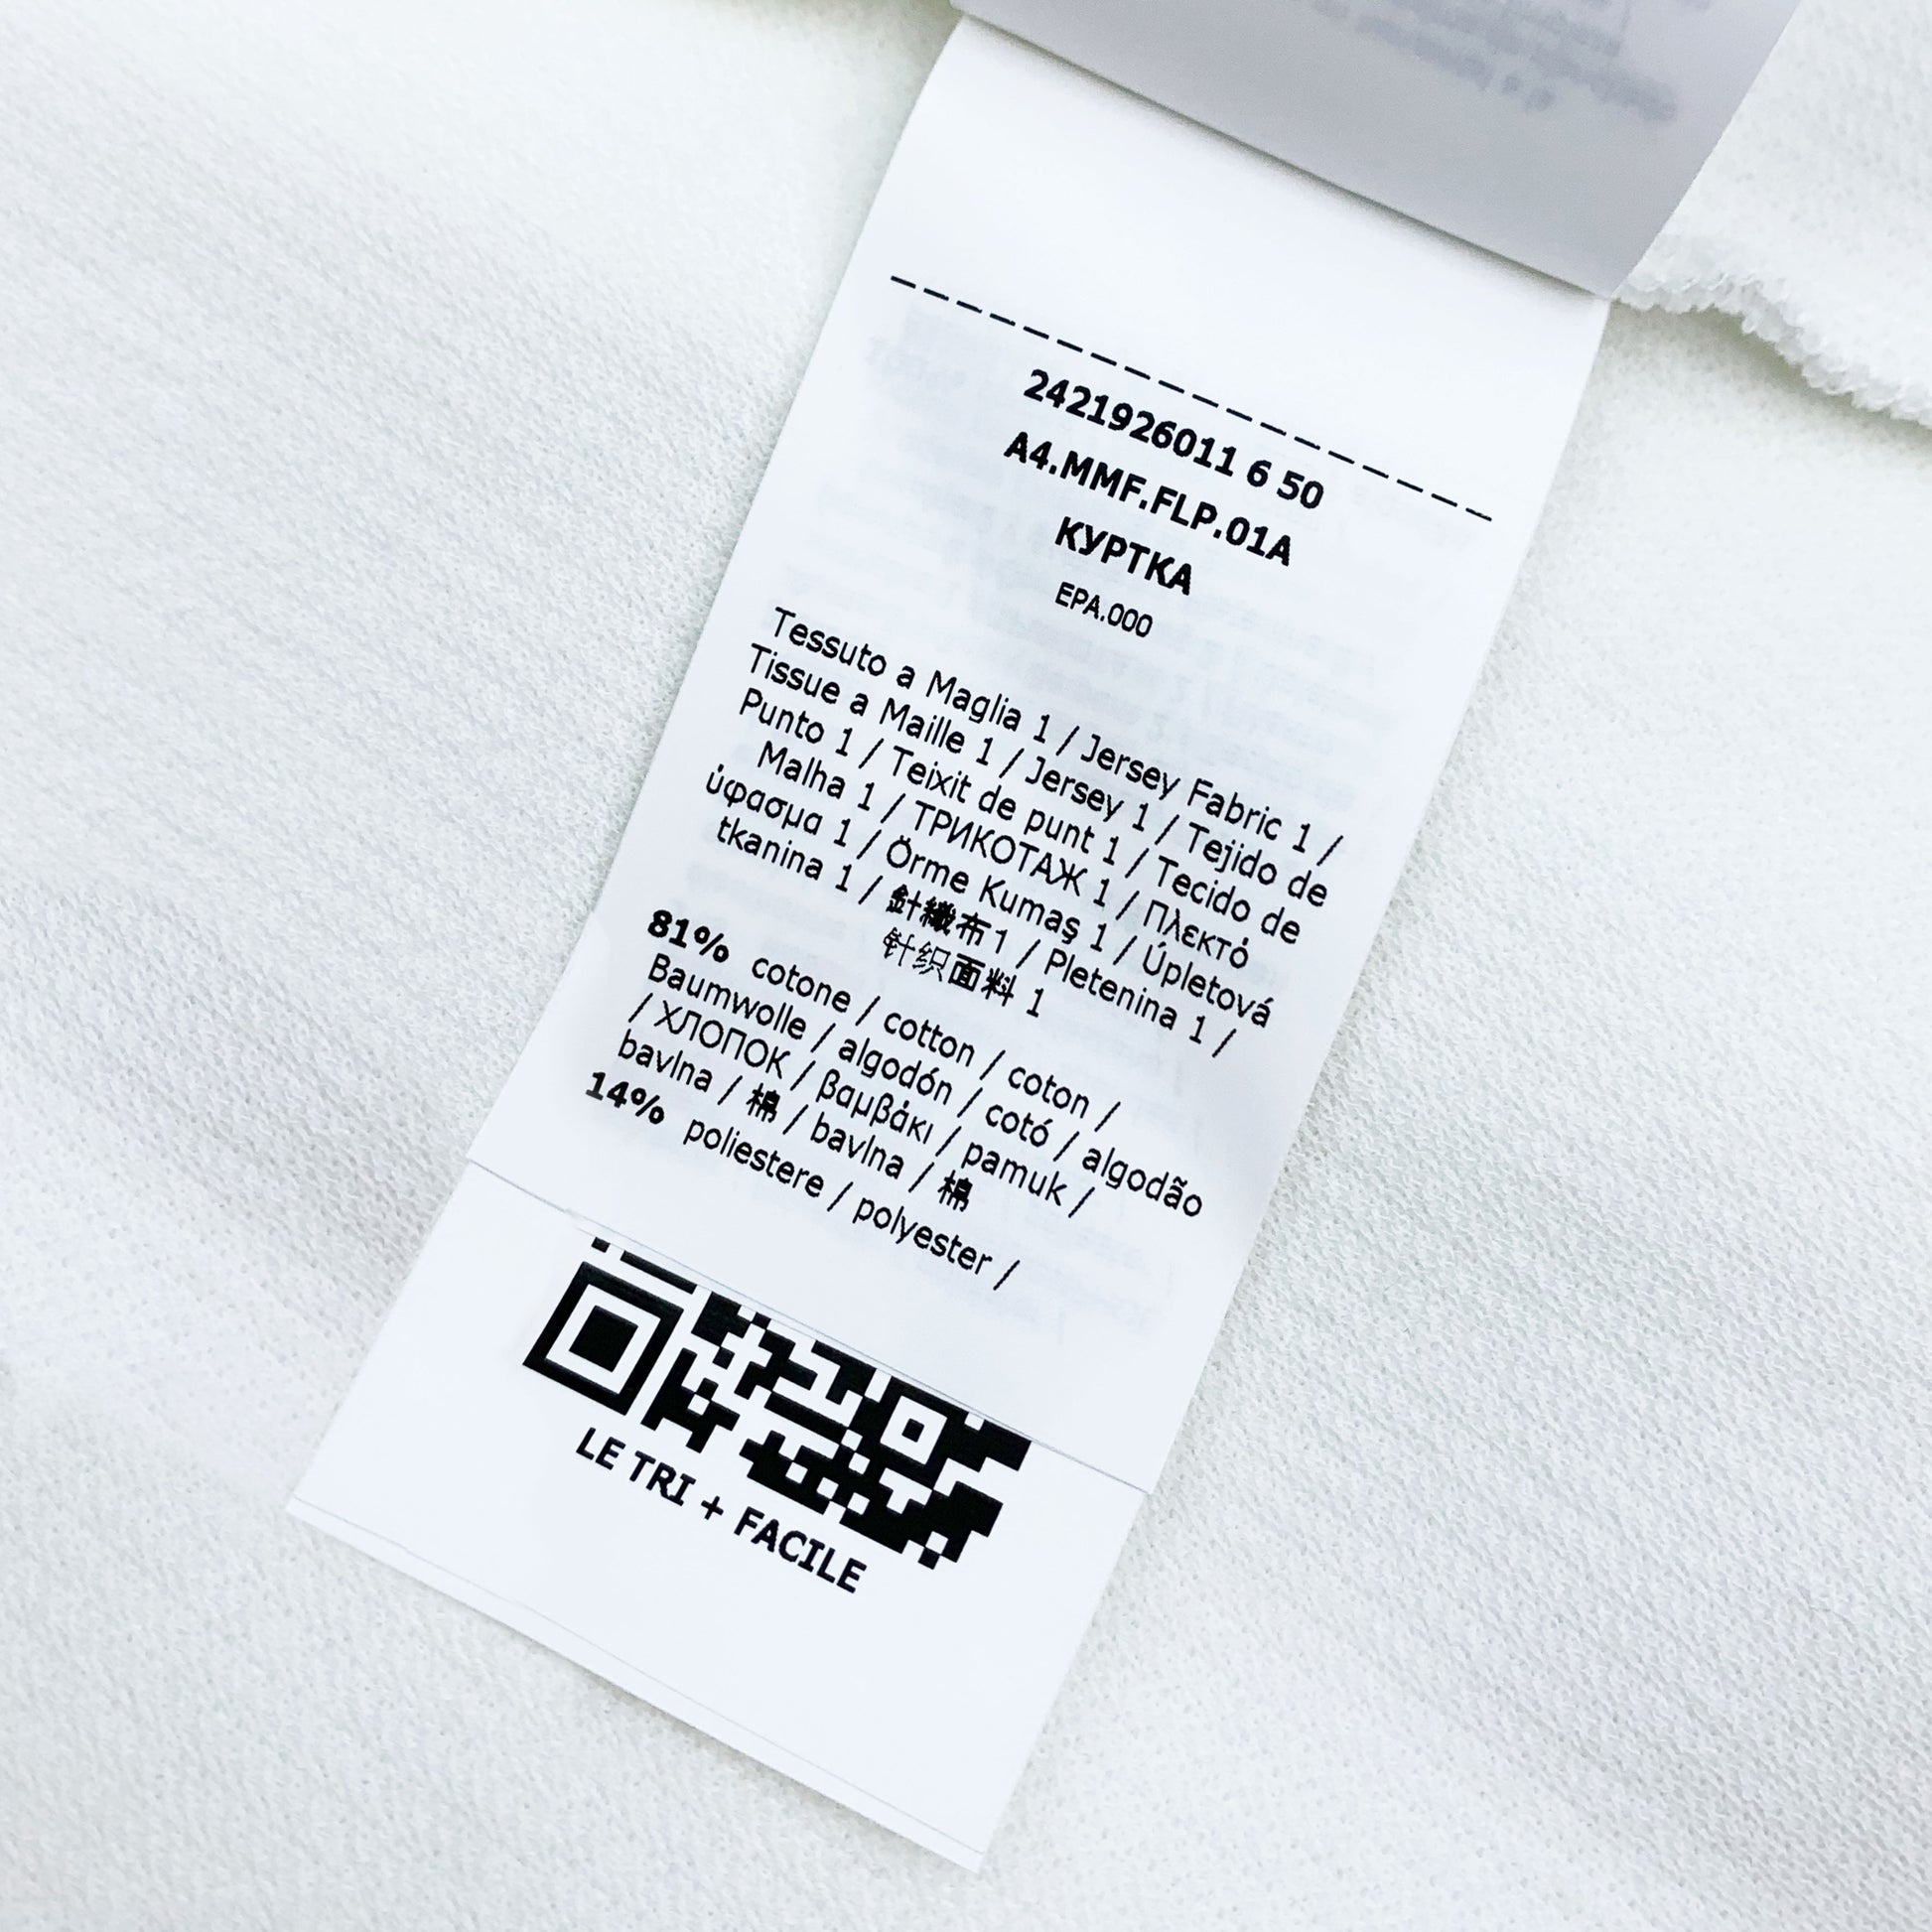 2421926011 6 50
A4.MMF.FLP.01A
КУРТКА
EPA.000
Tessuto a Maglia 1 / Jersey Fabric 1 /
Tissue a Maille 1 / Jersey 1 / Tejido de
Punto 1 / Teixit de punt 1 / Tecido de
Malha 1 / ТРИКОТАЖ 1 / Πλεκτό
ύφασμα 1 / Örme Kumaş 1 / Úpletová
tkanina 1 / 針織布1 / Pletenina 1 /
针织面料 1
81% cotone / cotton / coton /
Baumwolle / algodón / cotó / algodão
/ ХЛОПОК / βαμβάκι / pamuk /
bavlna / 棉 / bavlna / 棉
14% poliestere / polyester /
LE TRI + FACILE